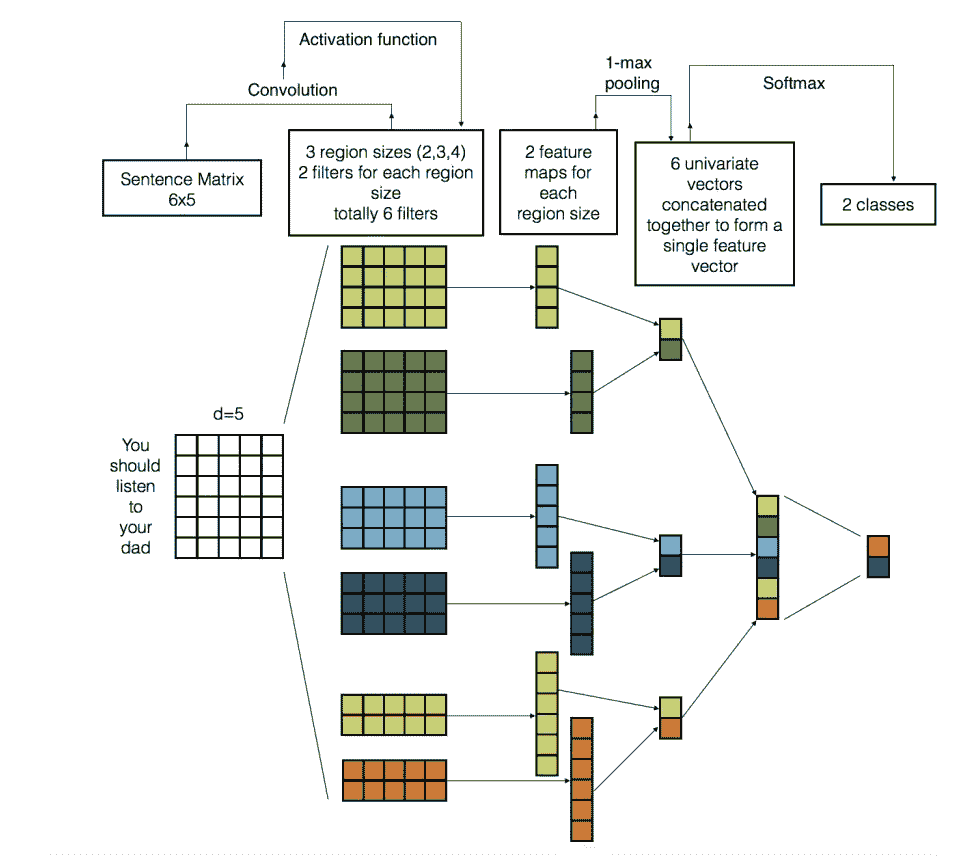 Activation function
Convolution
1-max
pooling
Softmax
Sentence Matrix
6x5
3 region sizes (2,3,4)
2 filters for each region
size
totally 6 filters
2 feature
maps for
each
region size
6 univariate
vectors
concatenated
together to form a
single feature
vector
2 classes
d=5
You
should
listen
to
your
dad